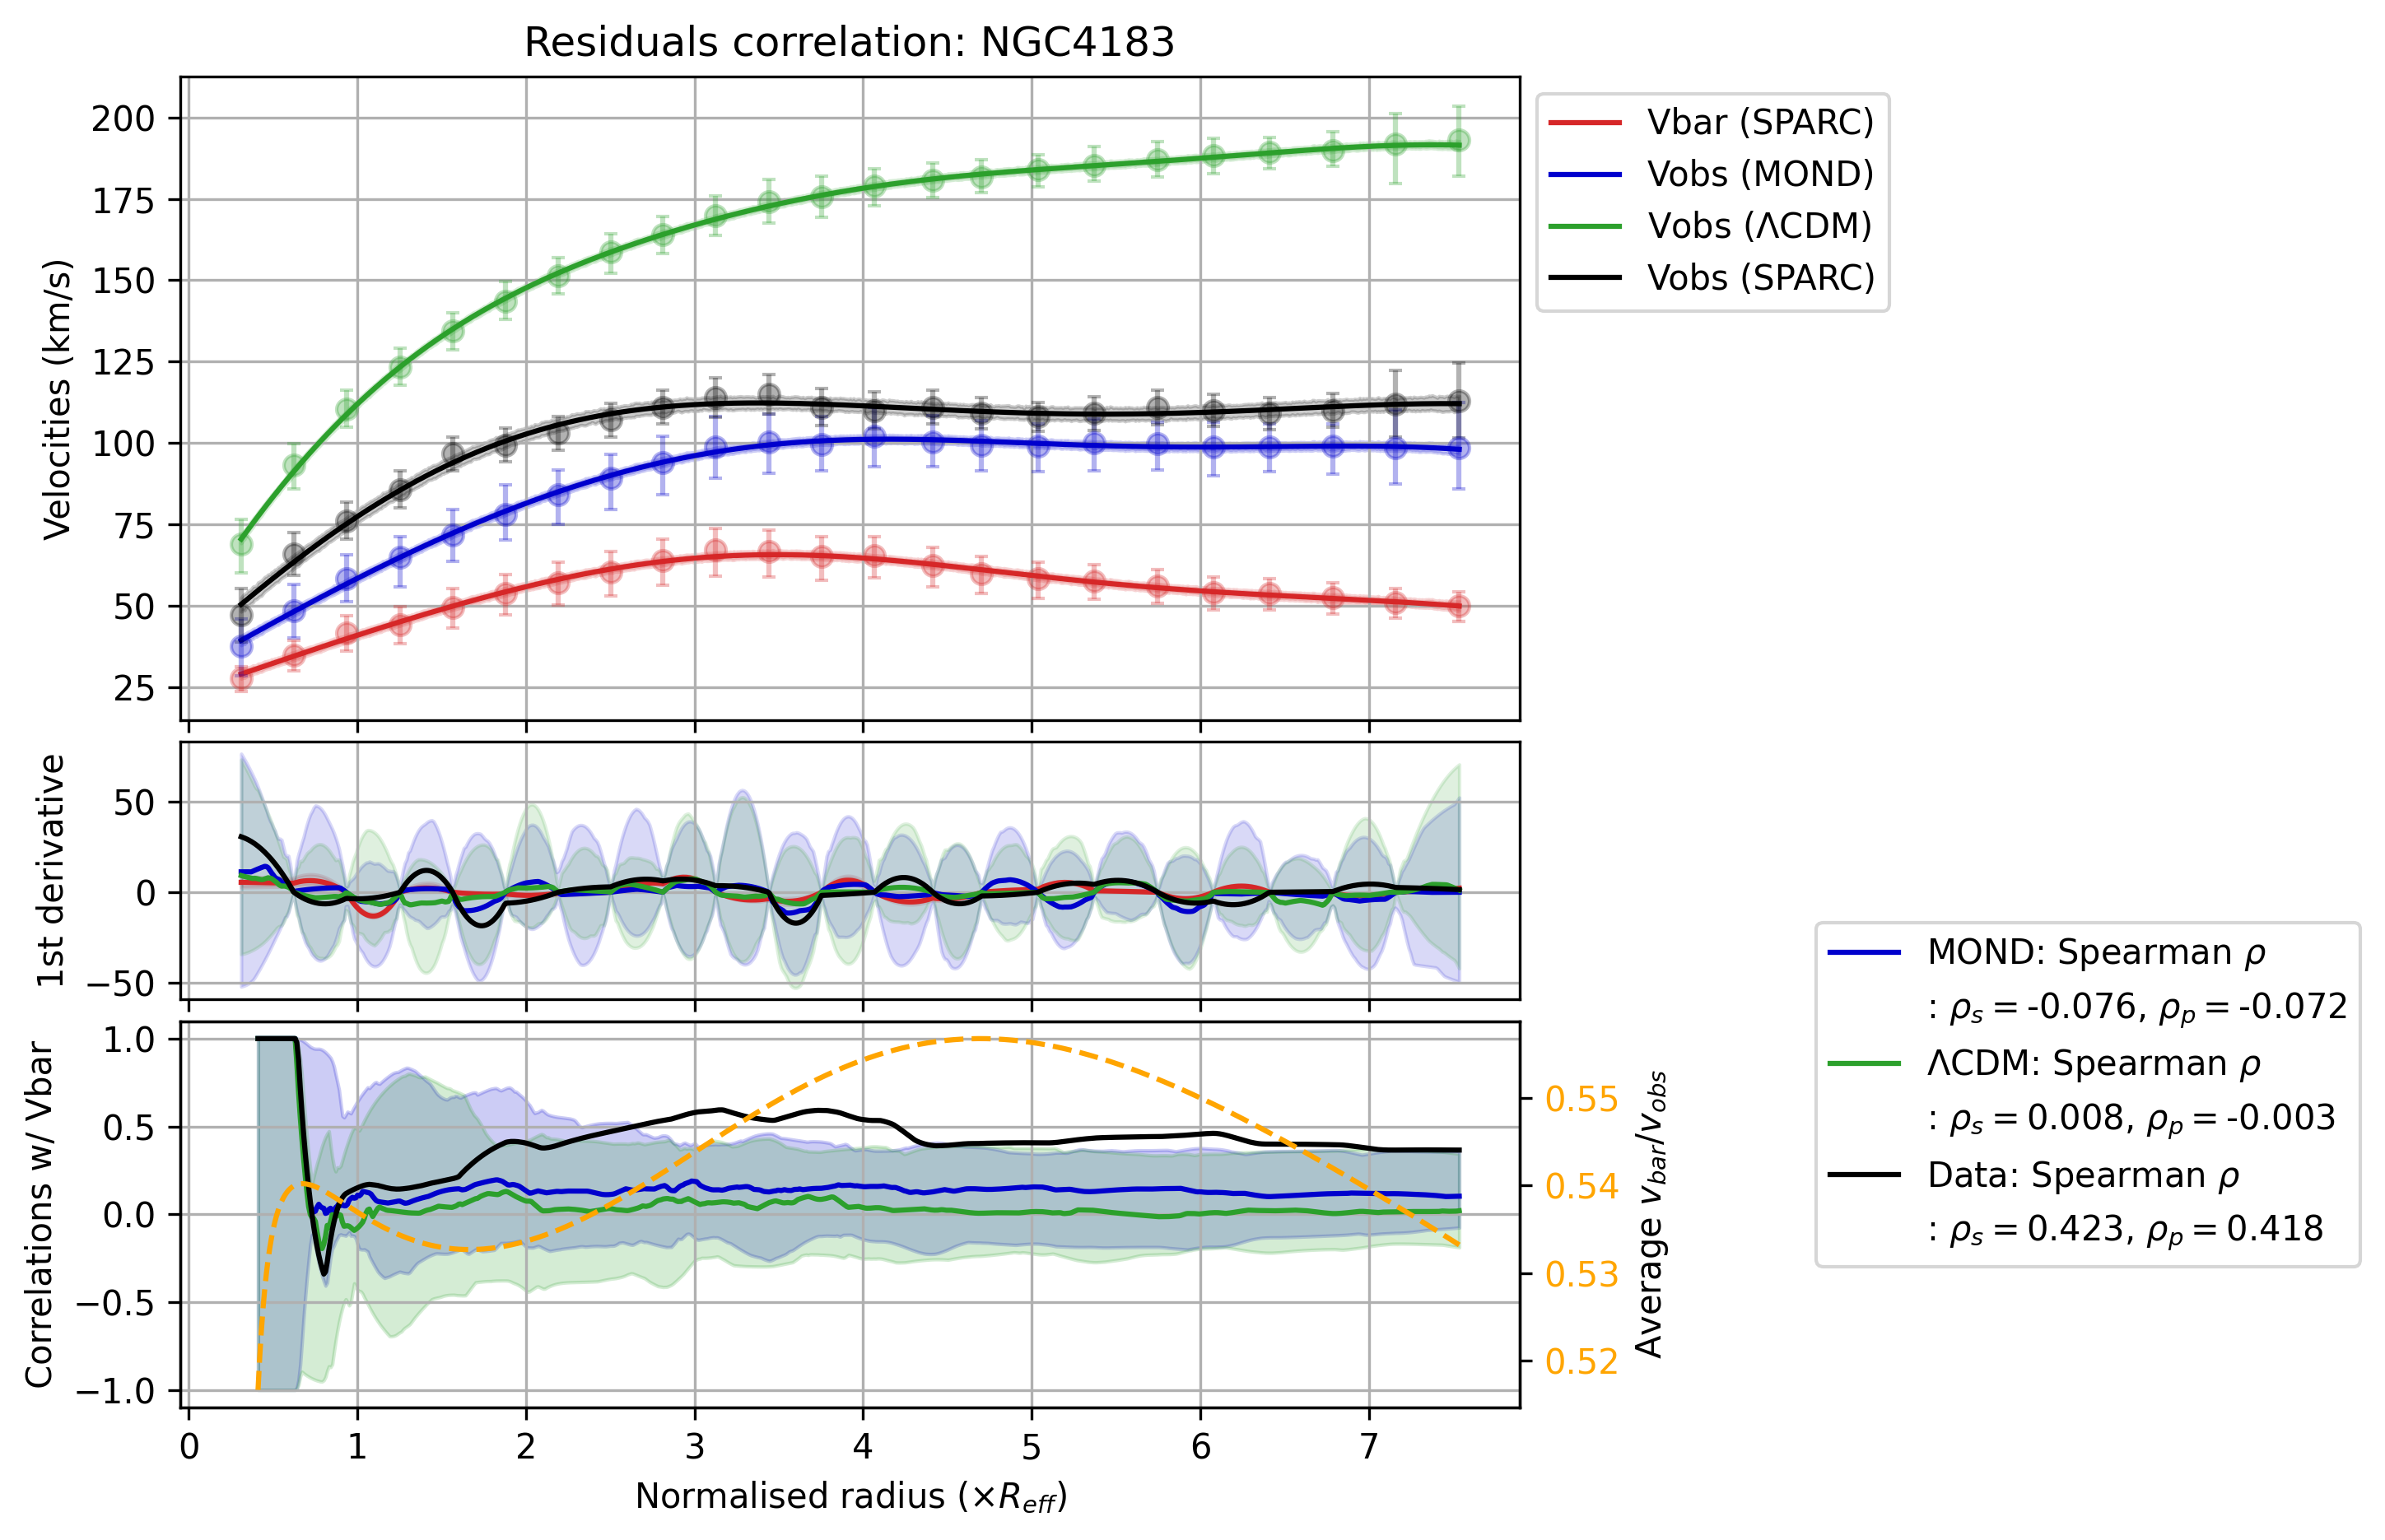 Residuals correlation: NGC4183
Velocities (km/s)
200
175
150
125
100
75
50
25
Vbar (SPARC)
Vobs (MOND)
Vobs (ΛCDM)
Vobs (SPARC)
1st derivative
50
0
−50
Correlations w/ Vbar
1.0
0.5
0.0
−0.5
−1.0
0.55
0.54
0.53
0.52
Average v_bar/v_obs
MOND: Spearman ρ
: ρ_s = -0.076, ρ_p = -0.072
ΛCDM: Spearman ρ
: ρ_s = 0.008, ρ_p = -0.003
Data: Spearman ρ
: ρ_s = 0.423, ρ_p = 0.418
0 1 2 3 4 5 6 7
Normalised radius (×R_eff)